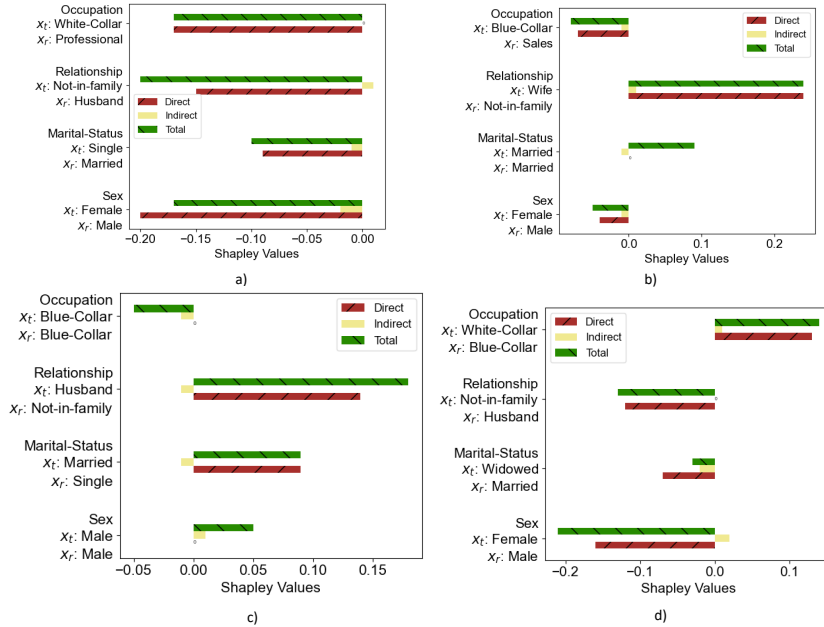 Occupation
xt: White-Collar
xr: Professional
Relationship
xt: Not-in-family
xr: Husband
Marital-Status
xt: Single
xr: Married
Sex
xt: Female
xr: Male
0
Direct
Indirect
Total
−0.20 −0.15 −0.10 −0.05 0.00
Shapley Values
a)
Occupation
xt: Blue-Collar
xr: Sales
Relationship
xt: Wife
xr: Not-in-family
Marital-Status
xt: Married
xr: Married
Sex
xt: Female
xr: Male
0
Direct
Indirect
Total
0.0 0.1 0.2
Shapley Values
b)
Occupation
xt: Blue-Collar
xr: Blue-Collar
Relationship
xt: Husband
xr: Not-in-family
Marital-Status
xt: Married
xr: Single
Sex
xt: Male
xr: Male
0
0
Direct
Indirect
Total
−0.05 0.00 0.05 0.10 0.15
Shapley Values
c)
Occupation
xt: White-Collar
xr: Blue-Collar
Relationship
xt: Not-in-family
xr: Husband
Marital-Status
xt: Widowed
xr: Married
Sex
xt: Female
xr: Male
0
Direct
Indirect
Total
−0.2 −0.1 0.0 0.1
Shapley Values
d)